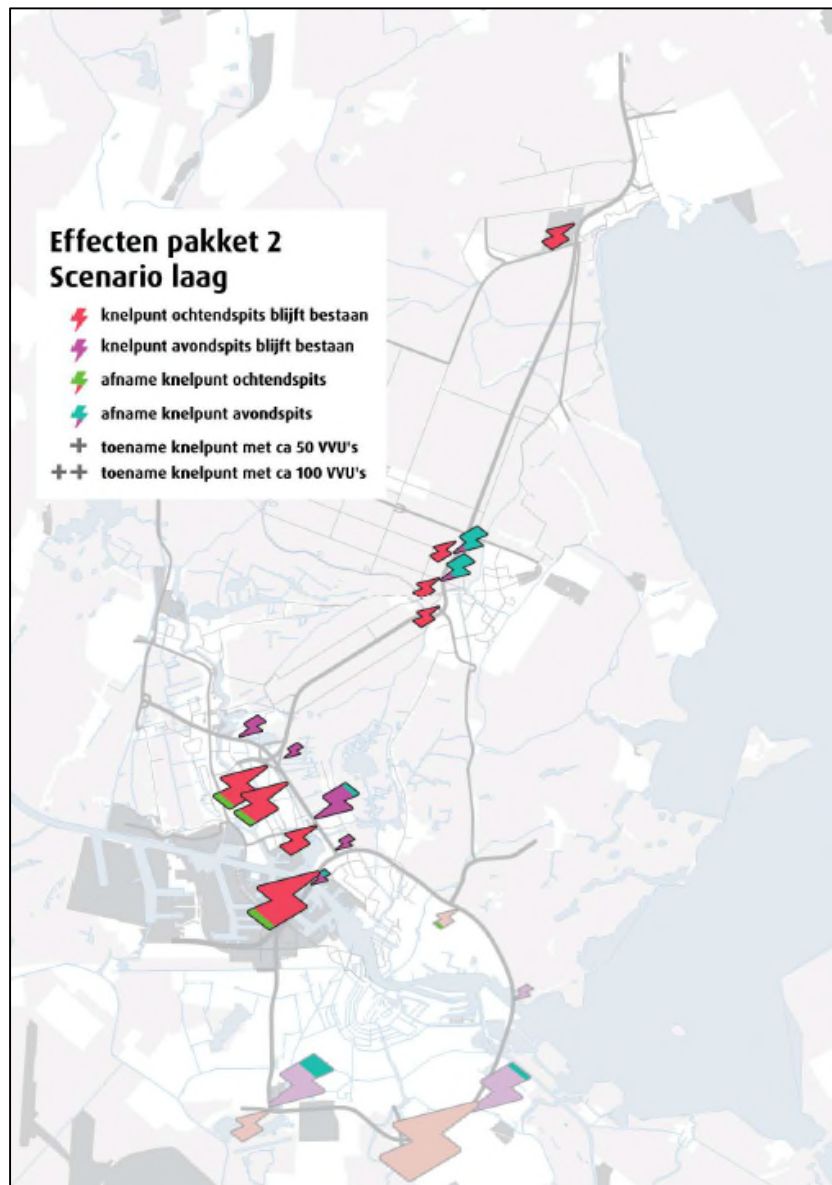 Effecten pakket 2
Scenario laag
knelpunt ochtendspits blijft bestaan
knelpunt avondspits blijft bestaan
afname knelpunt ochtendspits
afname knelpunt avondspits
+ toename knelpunt met ca 50 VVU's
++ toename knelpunt met ca 100 VVU's